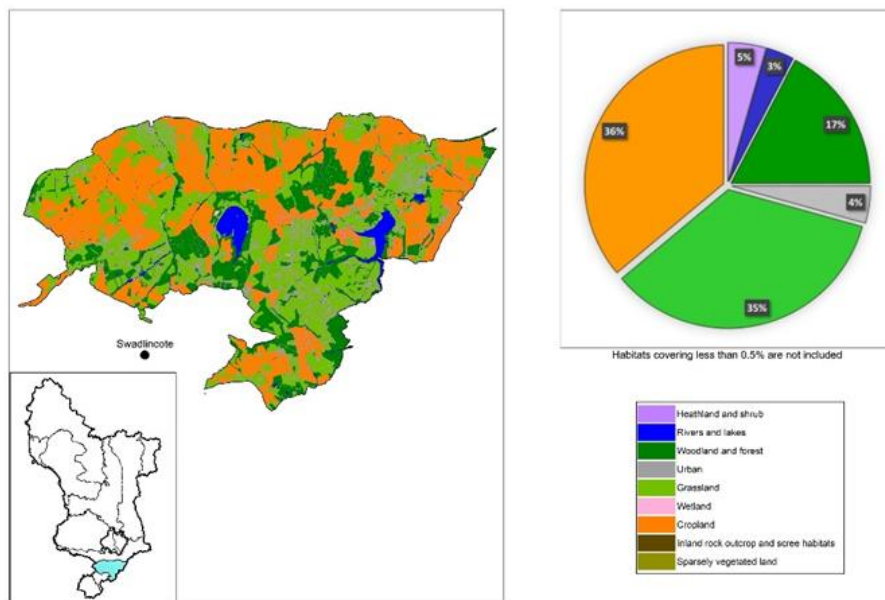 5%
3%
17%
36%
4%
35%
Habitats covering less than 0.5% are not included
Swadlincote
Heathland and shrub
Rivers and lakes
Woodland and forest
Urban
Grassland
Wetland
Cropland
Inland rock outcrop and scree habitats
Sparsely vegetated land